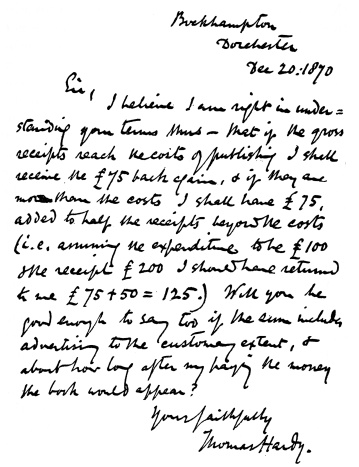 Bockhampton
Dorchester
Dec 20. 1870
Sir,
I believe I am right in under=
standing your terms thus — that if the gross
receipts reach the costs of publishing I shall
receive the £75 back again, & if they are
more than the costs I shall have £75,
added to half the receipts beyond the costs
(i.e. assuming the expenditure to be £100
& the receipts £200 I should have returned
to me £75 + 50 = 125.) Will you be
good enough to say too if the sum includes
advertising to the customary extent, &
about how long after my paying the money
the book would appear?
Yours faithfully
Thomas Hardy.